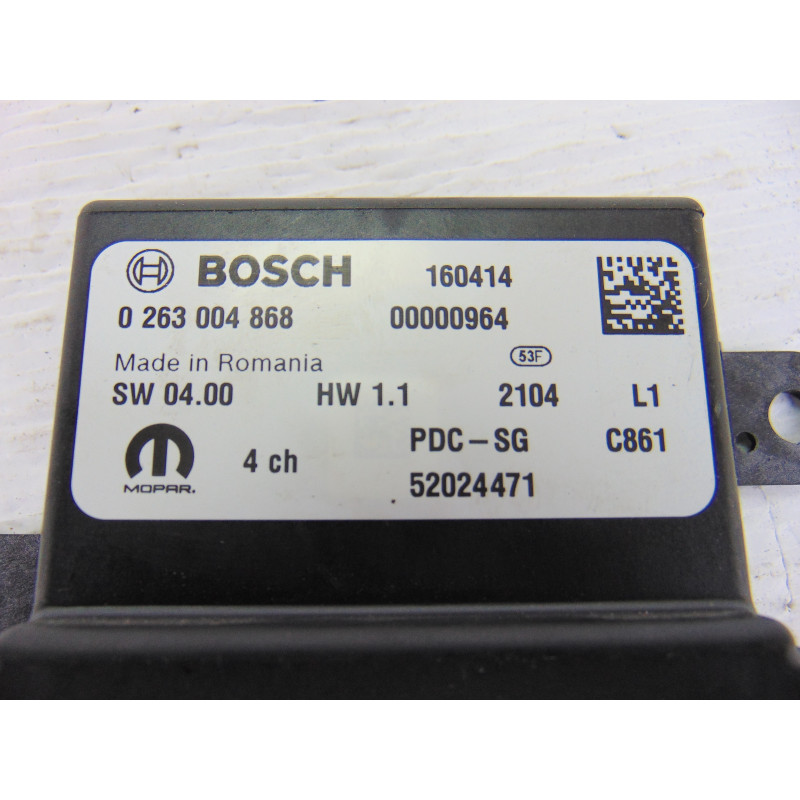 BOSCH 160414
0 263 004 868 00000964
Made in Romania 53F
SW 04.00 HW 1.1 2104 L1
4 ch PDC-SG C861
MOPAR. 52024471